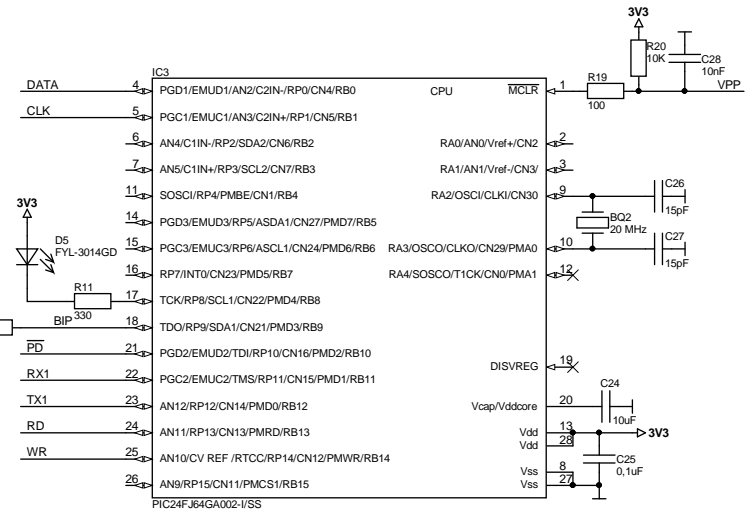 3V3
R20
10K
C28
10nF
IC3
DATA
4
PGD1/EMUD1/AN2/C2IN-/RP0/CN4/RB0
CPU
MCLR
1
R19
100
VPP
CLK
5
PGC1/EMUC1/AN3/C2IN+/RP1/CN5/RB1
6
AN4/C1IN-/RP2/SDA2/CN6/RB2
RA0/AN0/Vref+/CN2
2
7
AN5/C1IN+/RP3/SCL2/CN7/RB3
RA1/AN1/Vref-/CN3/
3
11
SOSCI/RP4/PMBE/CN1/RB4
RA2/OSCI/CLKI/CN30
9
C26
15pF
3V3
14
PGD3/EMUD3/RP5/ASDA1/CN27/PMD7/RB5
BQ2
20 MHz
D5
FYL-3014GD
15
PGC3/EMUC3/RP6/ASCL1/CN24/PMD6/RB6
RA3/OSCO/CLKO/CN29/PMA0
10
C27
15pF
16
RP7/INT0/CN23/PMD5/RB7
RA4/SOSCO/T1CK/CN0/PMA1
12
R11
330
17
TCK/RP8/SCL1/CN22/PMD4/RB8
BIP
18
TDO/RP9/SDA1/CN21/PMD3/RB9
PD
21
PGD2/EMUD2/TDI/RP10/CN16/PMD2/RB10
DISVREG
19
RX1
22
PGC2/EMUC2/TMS/RP11/CN15/PMD1/RB11
TX1
23
AN12/RP12/CN14/PMD0/RB12
Vcap/Vddcore
20
C24
10uF
RD
24
AN11/RP13/CN13/PMRD/RB13
Vdd
13
3V3
Vdd
28
WR
25
AN10/CV REF /RTCC/RP14/CN12/PMWR/RB14
C25
0,1uF
Vss
8
26
AN9/RP15/CN11/PMCS1/RB15
Vss
27
PIC24FJ64GA002-I/SS